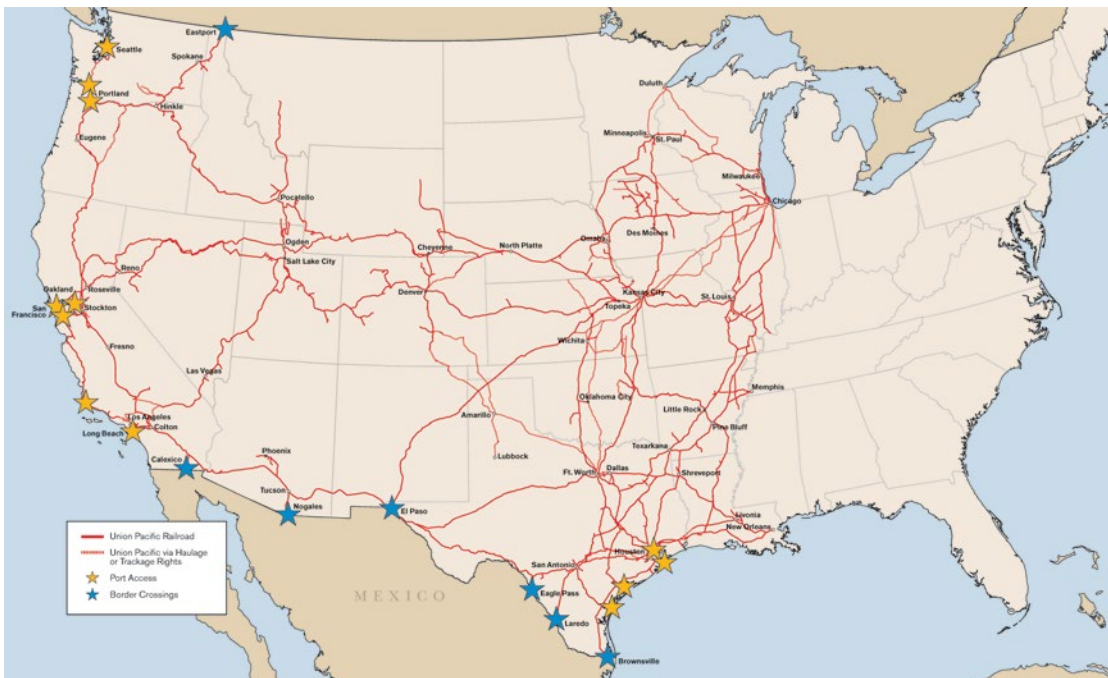 Eastport
Seattle
Spokane
Portland
Hinkle
Eugene
Duluth
Minneapolis
St. Paul
Milwaukee
Chicago
Pocatello
Ogden
Salt Lake City
Cheyenne
North Platte
Omaha
Des Moines
Reno
Oakland
Roseville
San
Francisco
Stockton
Denver
Kansas City
Topeka
St. Louis
Fresno
Wichita
Las Vegas
Memphis
Oklahoma City
Little Rock
Amarillo
Pine Bluff
Los Angeles
Colton
Long Beach
Texarkana
Lubbock
Calexico
Phoenix
Ft. Worth
Dallas
Shreveport
Tucson
Nogales
El Paso
Livonia
New Orleans
Houston
San Antonio
Eagle Pass
Laredo
Brownsville
MEXICO
Union Pacific Railroad
Union Pacific via Haulage
or Trackage Rights
Port Access
Border Crossings